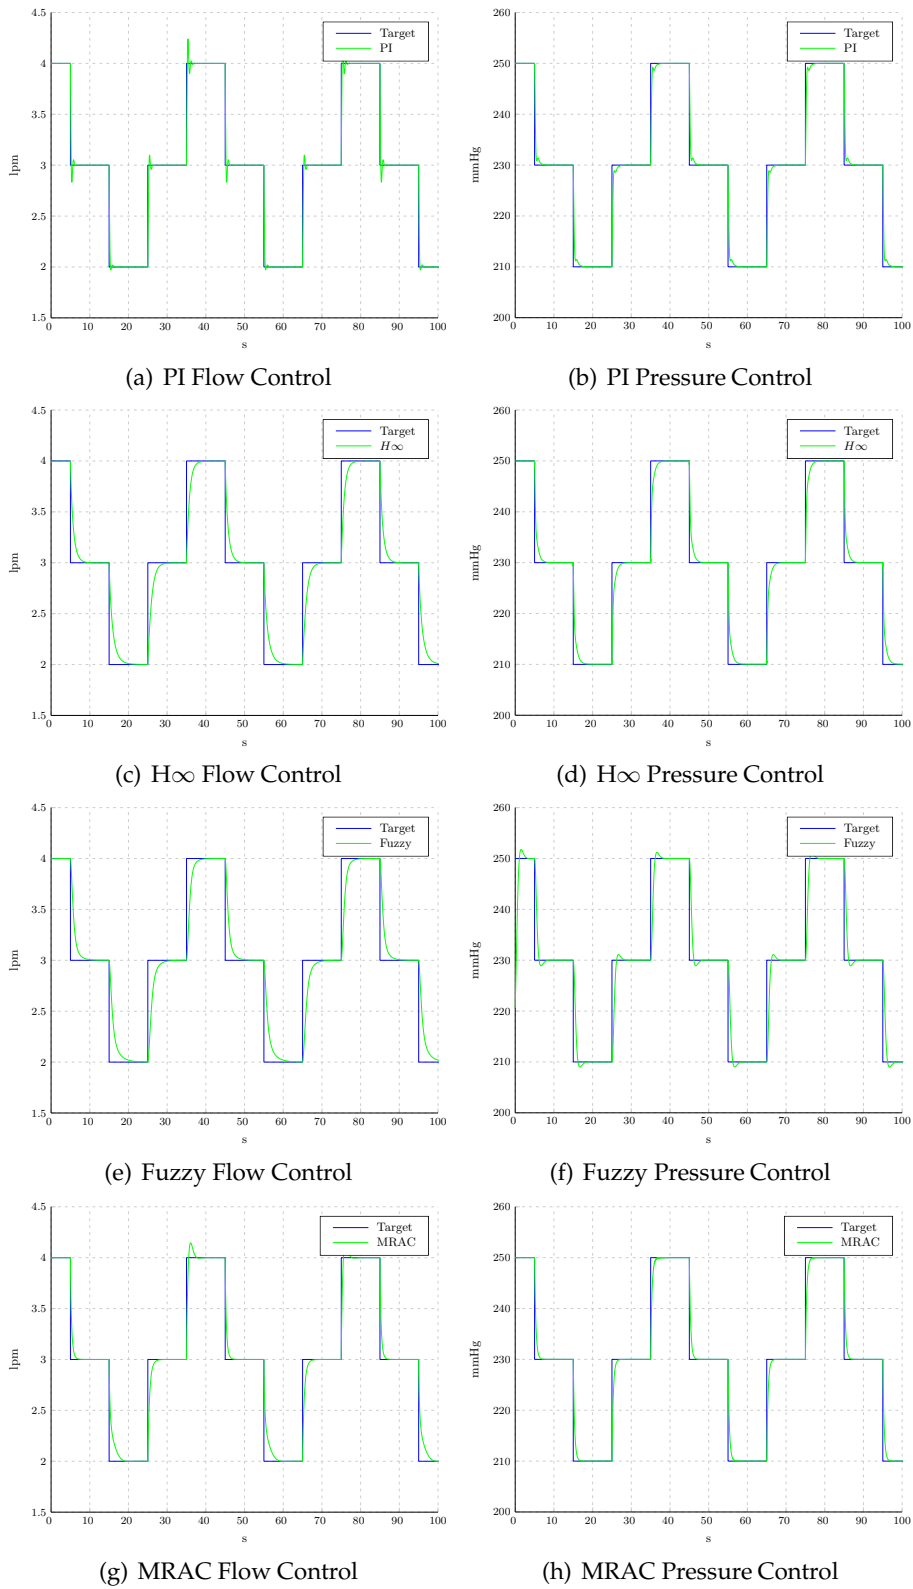 4.5
4
3.5
3
2.5
2
1.5
lpm
0 10 20 30 40 50 60 70 80 90 100
s
Target
PI
(a) PI Flow Control
260
250
240
230
220
210
200
mmHg
0 10 20 30 40 50 60 70 80 90 100
s
Target
PI
(b) PI Pressure Control
4.5
4
3.5
3
2.5
2
1.5
lpm
0 10 20 30 40 50 60 70 80 90 100
s
Target
H∞
(c) H∞ Flow Control
260
250
240
230
220
210
200
mmHg
0 10 20 30 40 50 60 70 80 90 100
s
Target
H∞
(d) H∞ Pressure Control
4.5
4
3.5
3
2.5
2
1.5
lpm
0 10 20 30 40 50 60 70 80 90 100
s
Target
Fuzzy
(e) Fuzzy Flow Control
260
250
240
230
220
210
200
mmHg
0 10 20 30 40 50 60 70 80 90 100
s
Target
Fuzzy
(f) Fuzzy Pressure Control
4.5
4
3.5
3
2.5
2
1.5
lpm
0 10 20 30 40 50 60 70 80 90 100
s
Target
MRAC
(g) MRAC Flow Control
260
250
240
230
220
210
200
mmHg
0 10 20 30 40 50 60 70 80 90 100
s
Target
MRAC
(h) MRAC Pressure Control